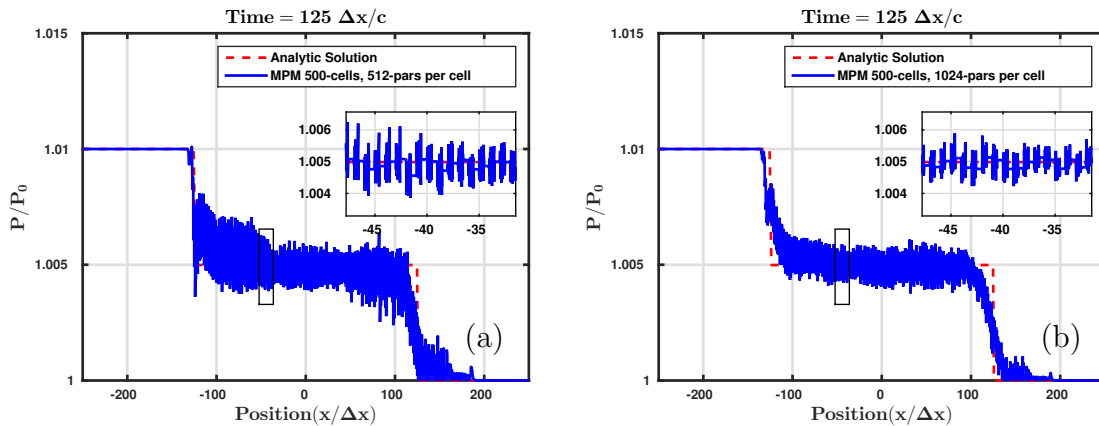 Time = 125 Δx/c
P/P0
1.015
1.01
1.005
1
Analytic Solution
MPM 500-cells, 512-pars per cell
1.006
1.005
1.004
-45 -40 -35
(a)
-200 -100 0 100 200
Position(x/Δx)
Time = 125 Δx/c
P/P0
1.015
1.01
1.005
1
Analytic Solution
MPM 500-cells, 1024-pars per cell
1.006
1.005
1.004
-45 -40 -35
(b)
-200 -100 0 100 200
Position(x/Δx)